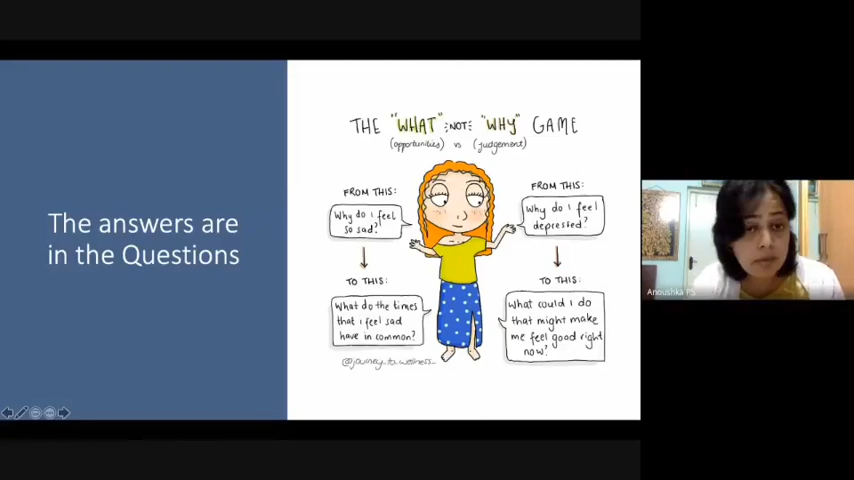 The answers are
in the Questions
THE "WHAT" :NOT: "WHY" GAME
(opportunities) vs (judgement)
FROM THIS:
Why do I feel
so sad?
TO THIS:
What do the times
that i feel sad
have in common?
FROM THIS:
Why do I feel
depressed?
TO THIS:
What could I do
that might make
me feel good right
now?
@journey_to_wellness_
Anoushka PS